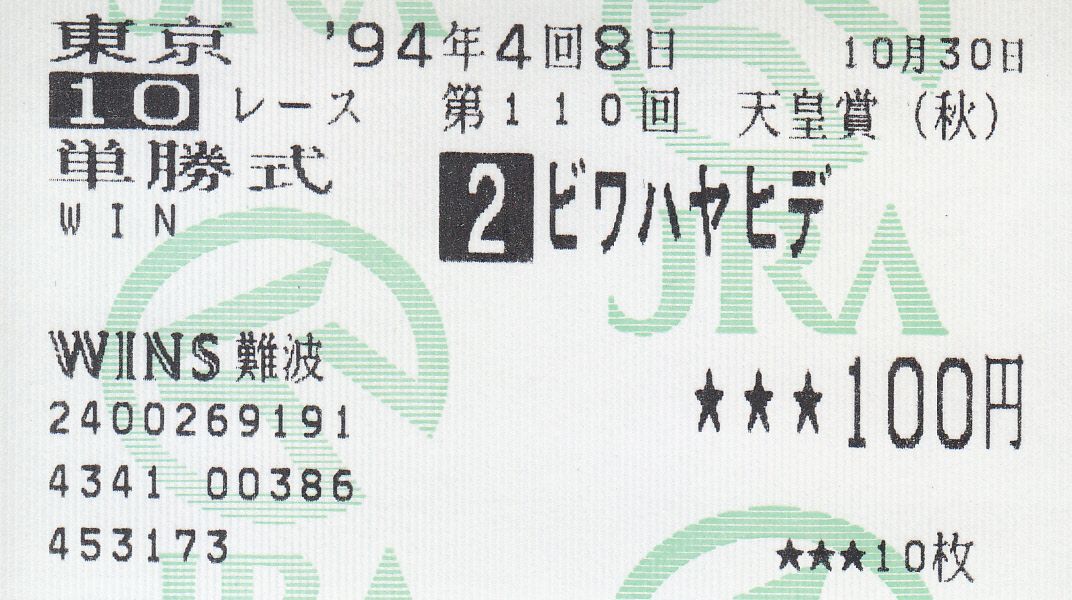 東京 '94年4回8日 10月30日
10 レース 第110回 天皇賞（秋）
単勝式
WIN
2 ビワハヤヒデ
JRA
WINS難波
★★★100円
2400269191
4341 00386
453173
★★★10枚
JRA